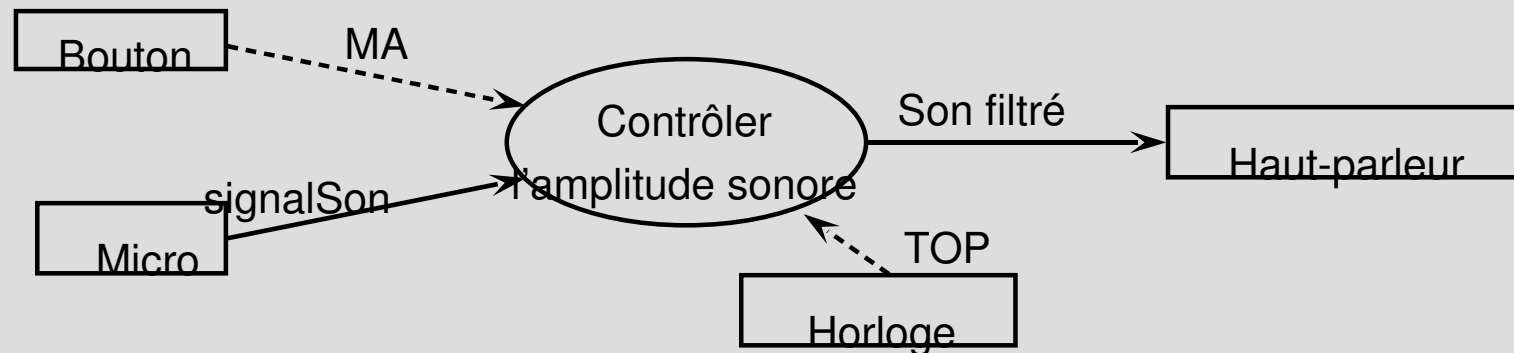 Bouton
MA
Contrôler
l'amplitude sonore
Son filtré
Haut-parleur
signalSon
Micro
TOP
Horloge